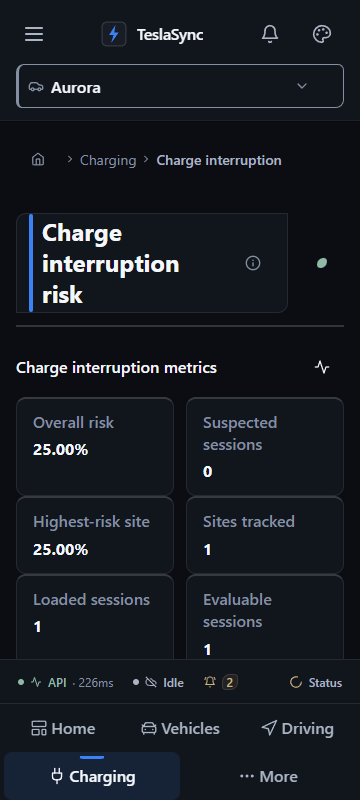 TeslaSync
Aurora
Charging
Charge interruption
Charge
interruption
risk
Charge interruption metrics
Overall risk
25.00%
Suspected
sessions
0
Highest-risk site
25.00%
Sites tracked
1
Loaded sessions
1
Evaluable
sessions
1
API · 226ms
Idle
2
Status
Home
Vehicles
Driving
Charging
More